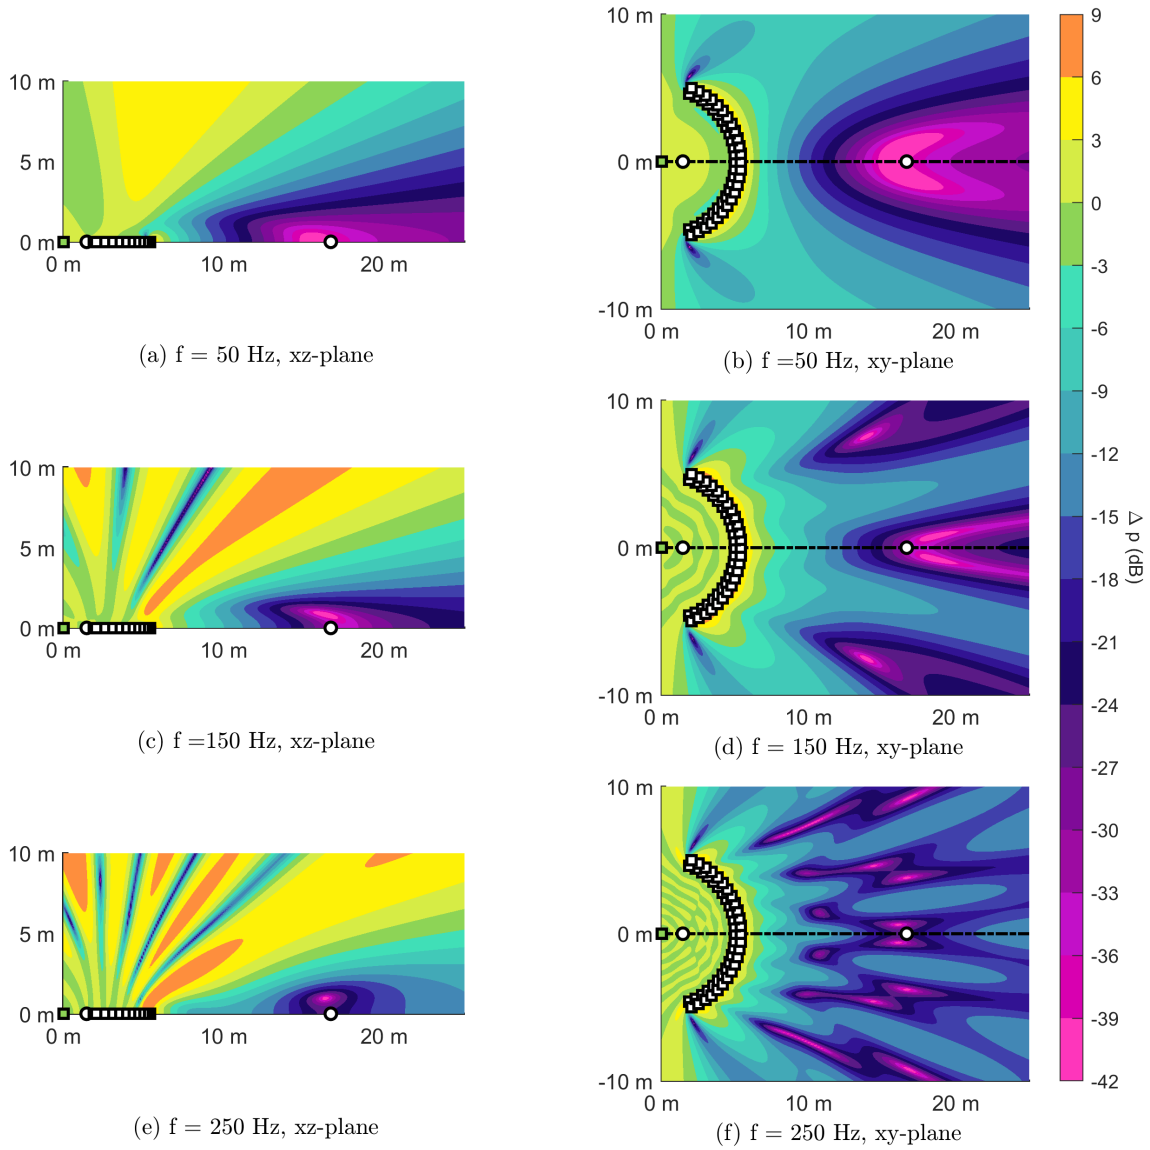 10 m
5 m
0 m
0 m 10 m 20 m
(a) f = 50 Hz, xz-plane
10 m
0 m
-10 m
0 m 10 m 20 m
(b) f =50 Hz, xy-plane
10 m
5 m
0 m
0 m 10 m 20 m
(c) f =150 Hz, xz-plane
10 m
0 m
-10 m
0 m 10 m 20 m
(d) f = 150 Hz, xy-plane
10 m
5 m
0 m
0 m 10 m 20 m
(e) f = 250 Hz, xz-plane
10 m
0 m
-10 m
0 m 10 m 20 m
(f) f = 250 Hz, xy-plane
9
6
3
0
-3
-6
-9
-12
-15
-18
-21
-24
-27
-30
-33
-36
-39
-42
Δ p (dB)